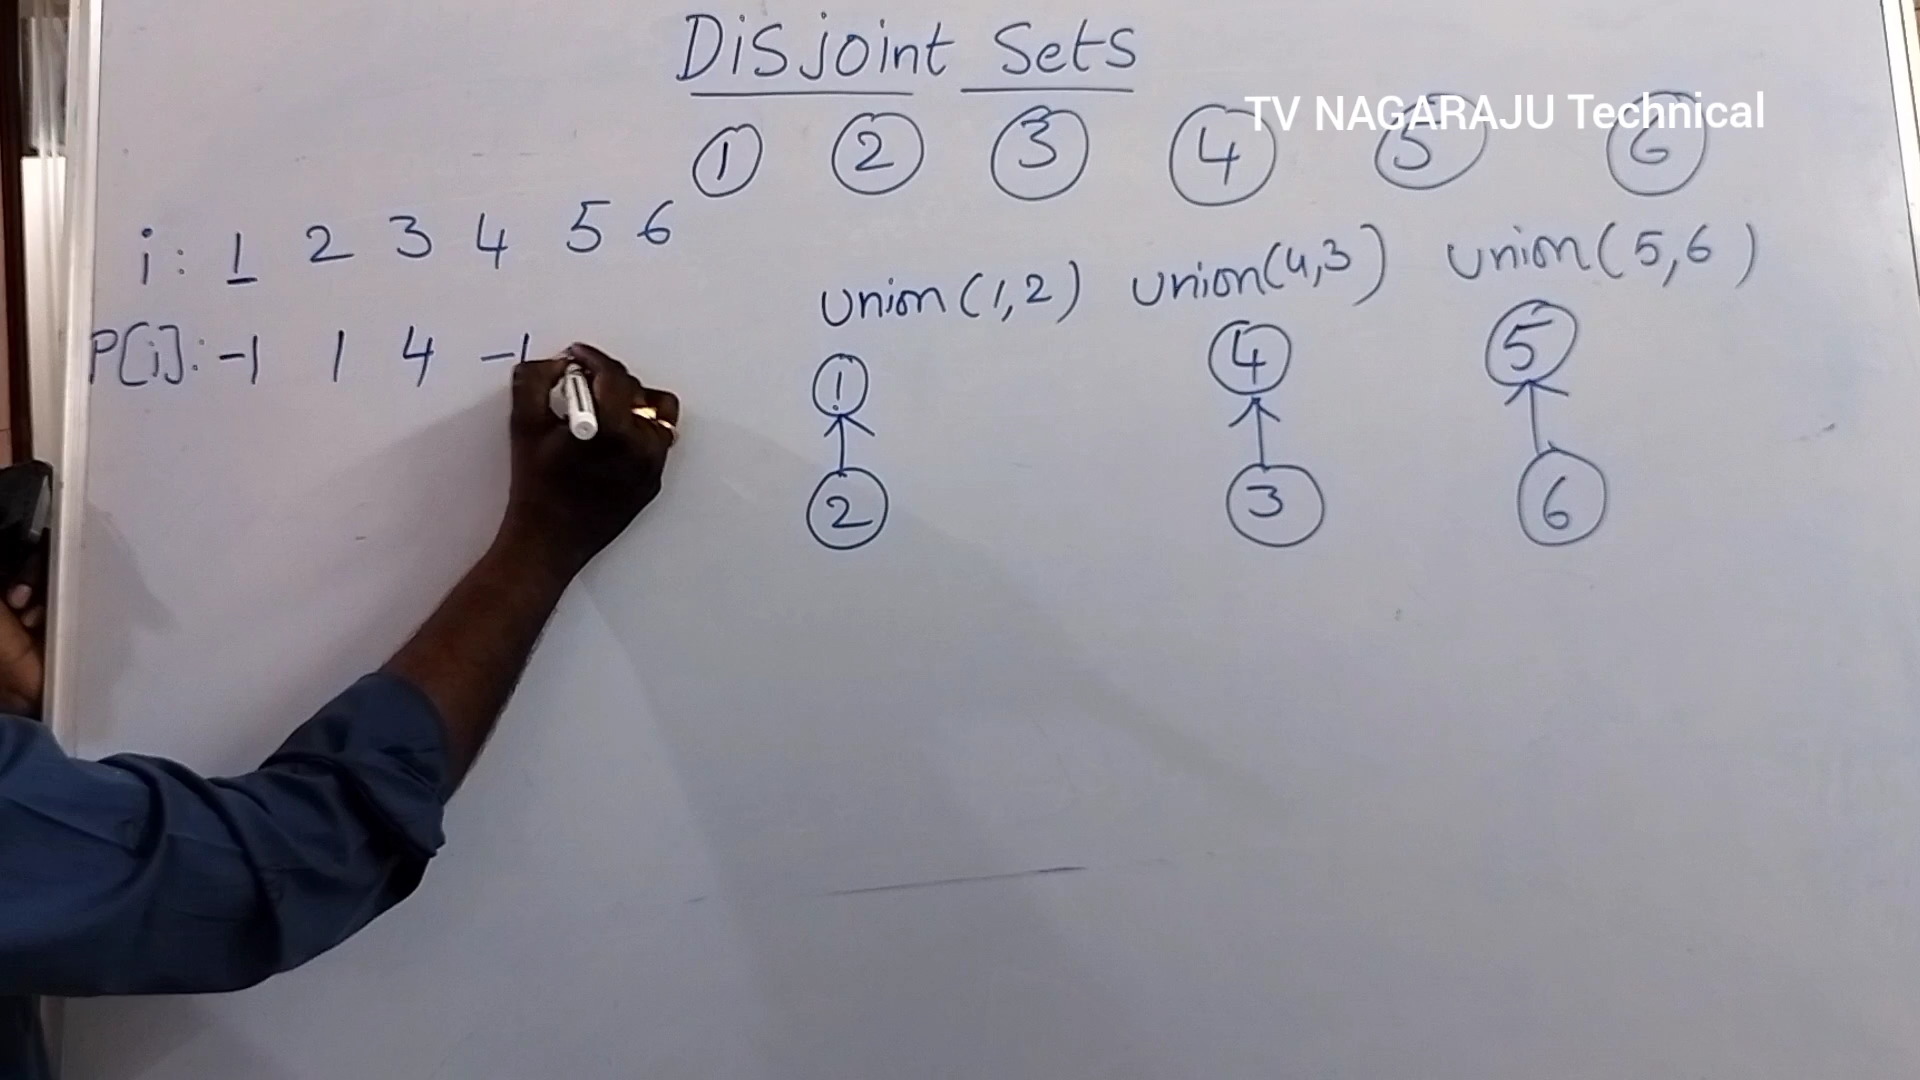 Disjoint Sets
TV NAGARAJU Technical
1 2 3 4 5 6
i: 1 2 3 4 5 6
union(1,2) union(4,3) union(5,6)
P[i]: -1 1 4 -1
1 4 5
2 3 6